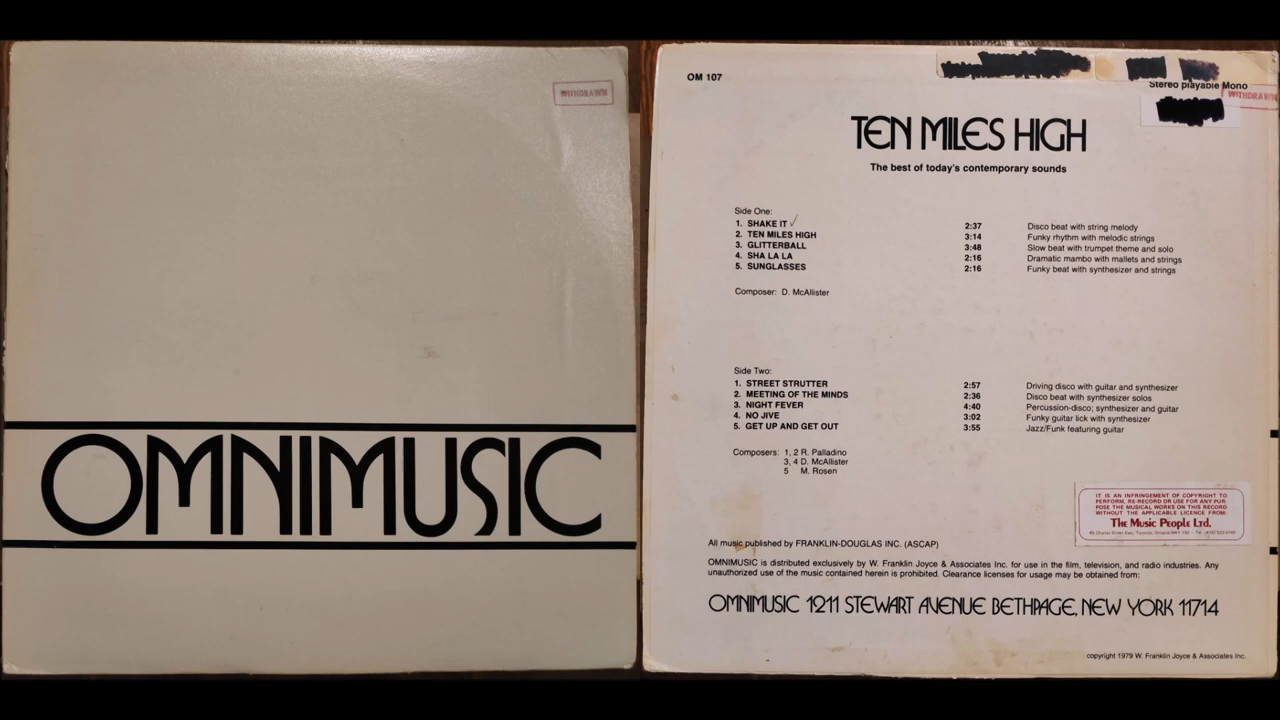 WITHDRAWN
OMNIMUSIC
OM 107
Stereo playable Mono
WITHDRAWN
TEN MILES HIGH
The best of today's contemporary sounds
Side One:
1. SHAKE IT 2:37 Disco beat with string melody
2. TEN MILES HIGH 3:14 Funky rhythm with melodic strings
3. GLITTERBALL 3:48 Slow beat with trumpet theme and solo
4. SHA LA LA 2:16 Dramatic mambo with mallets and strings
5. SUNGLASSES 2:16 Funky beat with synthesizer and strings
Composer: D. McAllister
Side Two:
1. STREET STRUTTER 2:57 Driving disco with guitar and synthesizer
2. MEETING OF THE MINDS 2:36 Disco beat with synthesizer solos
3. NIGHT FEVER 4:40 Percussion-disco; synthesizer and guitar
4. NO JIVE 3:02 Funky guitar lick with synthesizer
5. GET UP AND GET OUT 3:55 Jazz/Funk featuring guitar
Composers: 1, 2 R. Palladino
3, 4 D. McAllister
5 M. Rosen
IT IS AN INFRINGEMENT OF COPYRIGHT TO
PERFORM, RE-RECORD OR USE FOR ANY PUR-
POSE THE MUSICAL WORKS ON THIS RECORD
WITHOUT THE APPLICABLE LICENCE FROM:
The Music People Ltd.
All music published by FRANKLIN-DOUGLAS INC. (ASCAP)
OMNIMUSIC is distributed exclusively by W. Franklin Joyce & Associates Inc. for use in the film, television, and radio industries. Any
unauthorized use of the music contained herein is prohibited. Clearance licenses for usage may be obtained from:
OMNIMUSIC 1211 STEWART AVENUE BETHPAGE, NEW YORK 11714
copyright 1979 W. Franklin Joyce & Associates Inc.